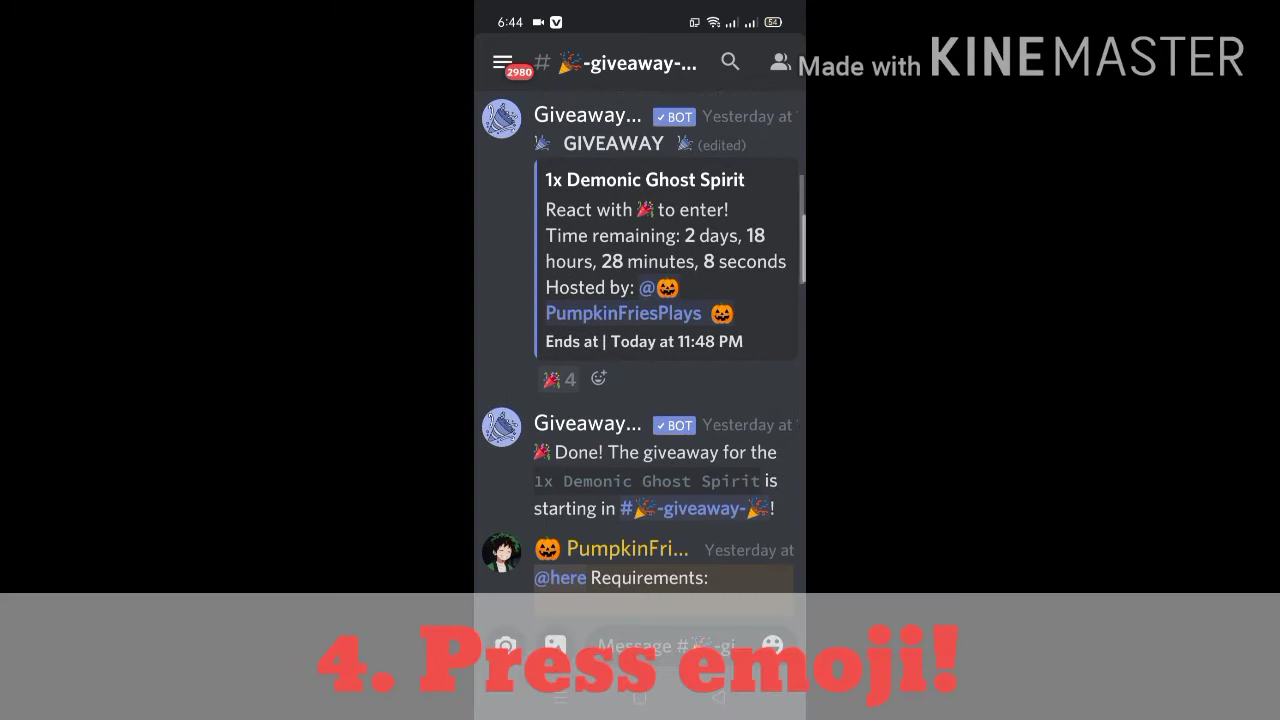 6:44
54
2980
# 🎉-giveaway-...
Made with KINEMASTER
Giveaway... ✓ BOT Yesterday at
🎉 GIVEAWAY 🎉 (edited)
1x Demonic Ghost Spirit
React with 🎉 to enter!
Time remaining: 2 days, 18
hours, 28 minutes, 8 seconds
Hosted by: @🎃
PumpkinFriesPlays 🎃
Ends at | Today at 11:48 PM
🎉 4
Giveaway... ✓ BOT Yesterday at
🎉 Done! The giveaway for the
1x Demonic Ghost Spirit is
starting in #🎉-giveaway-🎉!
🎃 PumpkinFri... Yesterday at
@here Requirements:
Message #🎉-gi
4. Press emoji!